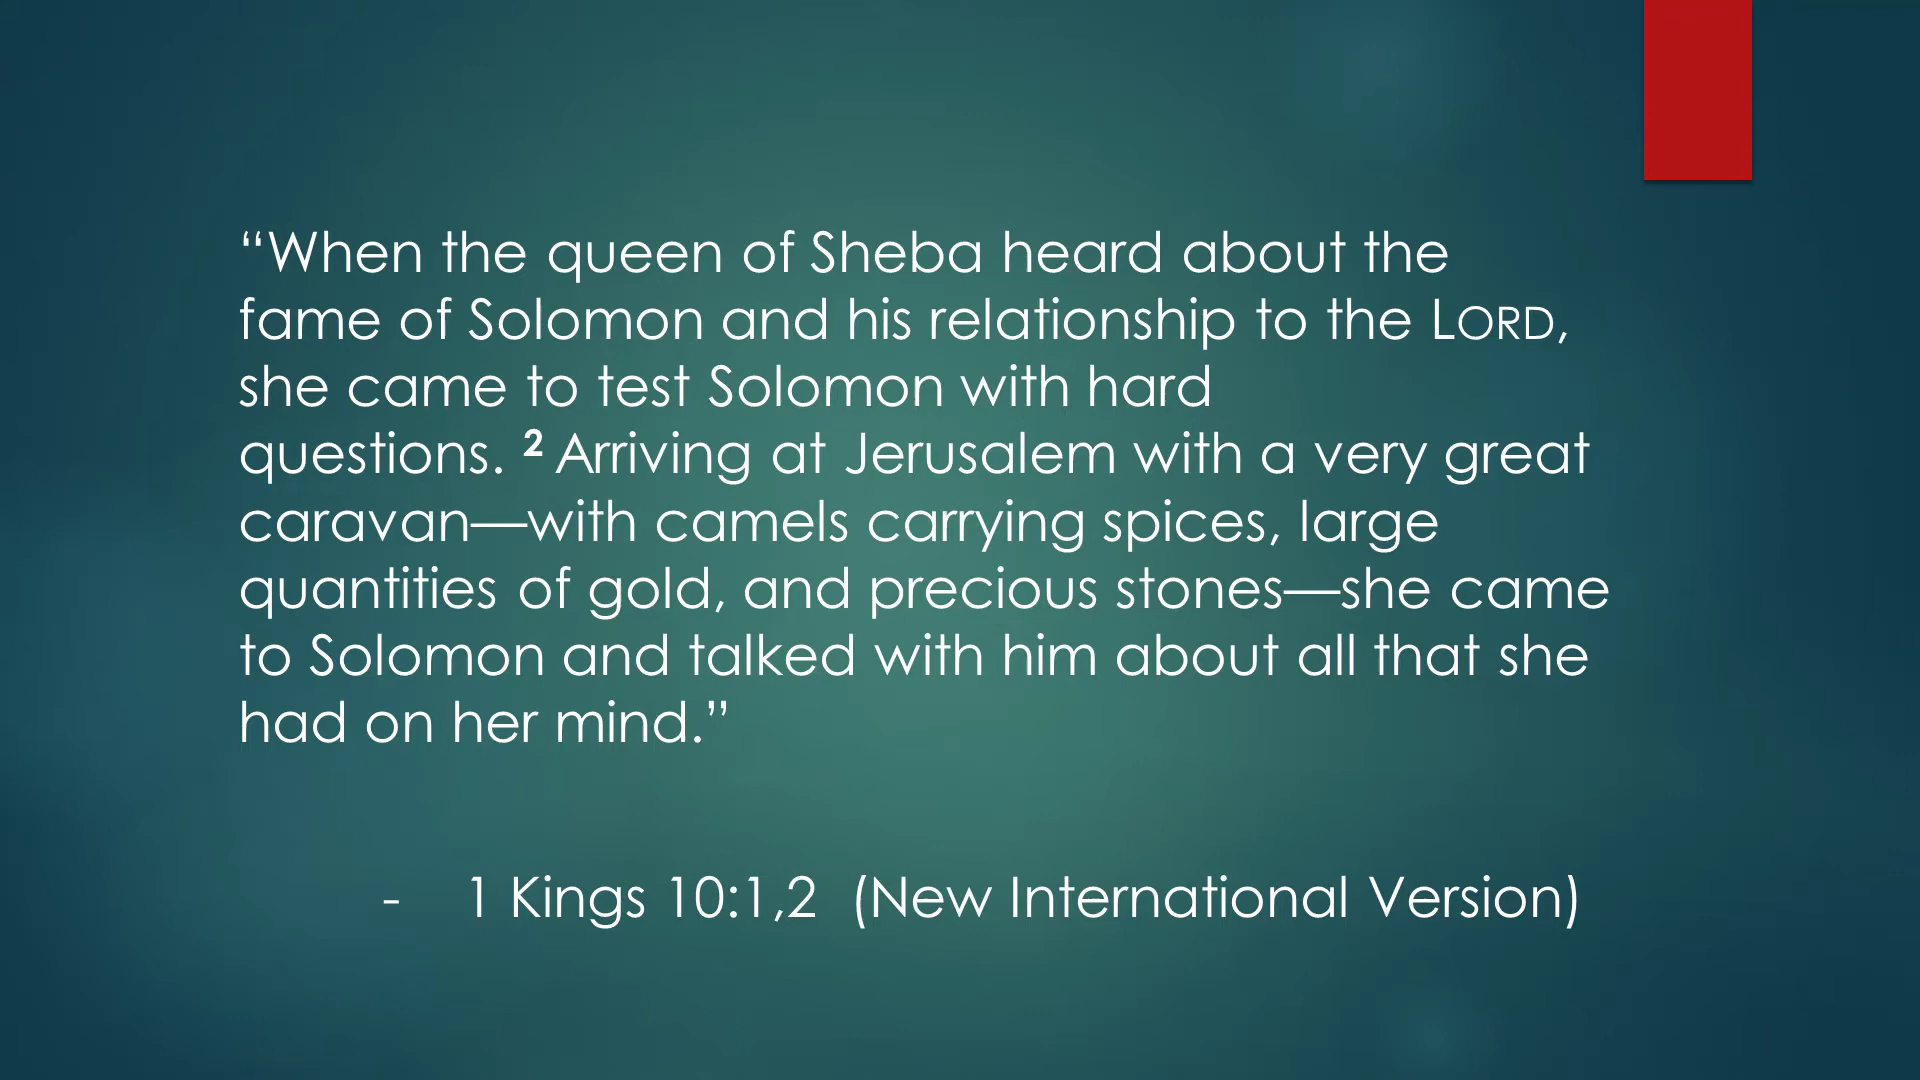 “When the queen of Sheba heard about the
fame of Solomon and his relationship to the LORD,
she came to test Solomon with hard
questions. ² Arriving at Jerusalem with a very great
caravan—with camels carrying spices, large
quantities of gold, and precious stones—she came
to Solomon and talked with him about all that she
had on her mind.”
- 1 Kings 10:1,2 (New International Version)